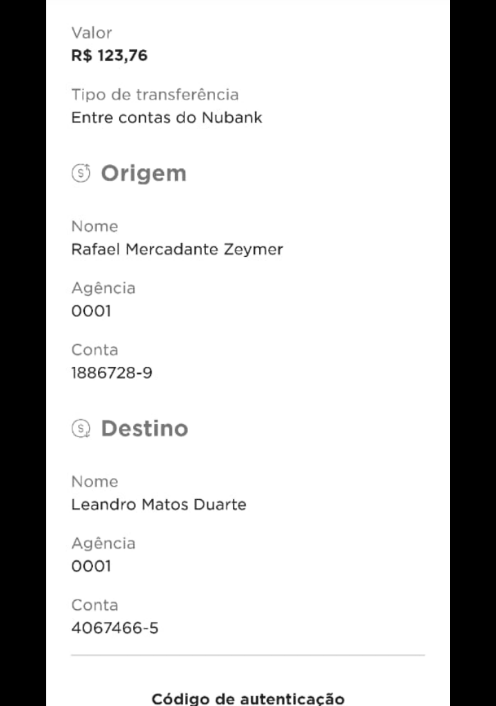 Valor
R$ 123,76
Tipo de transferência
Entre contas do Nubank
Origem
Nome
Rafael Mercadante Zeymer
Agência
0001
Conta
1886728-9
Destino
Nome
Leandro Matos Duarte
Agência
0001
Conta
4067466-5
Código de autenticação